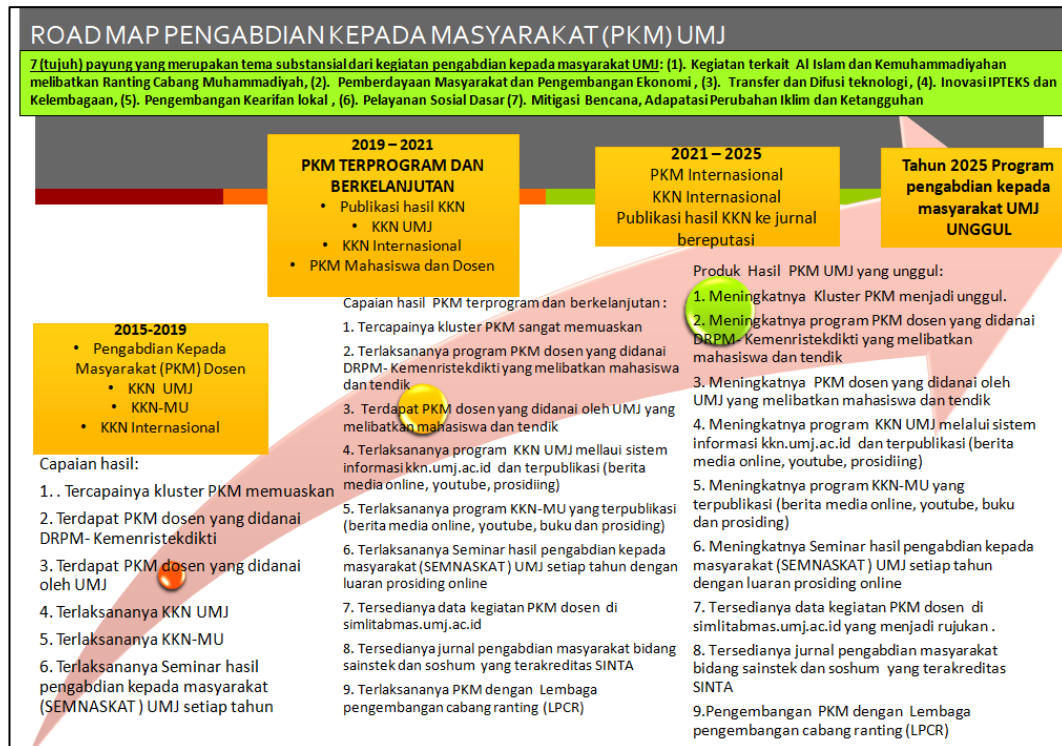 ROAD MAP PENGABDIAN KEPADA MASYARAKAT (PKM) UMJ
7 (tujuh) payung yang merupakan tema substansial dari kegiatan pengabdian kepada masyarakat UMJ: (1). Kegiatan terkait Al Islam dan Kemuhammadiyahan
melibatkan Ranting Cabang Muhammadiyah, (2). Pemberdayaan Masyarakat dan Pengembangan Ekonomi , (3). Transfer dan Difusi teknologi , (4). Inovasi IPTEKS dan
Kelembagaan, (5). Pengembangan Kearifan lokal , (6). Pelayanan Sosial Dasar (7). Mitigasi Bencana, Adapatasi Perubahan Iklim dan Ketangguhan
2015-2019
• Pengabdian Kepada
Masyarakat (PKM) Dosen
• KKN UMJ
• KKN-MU
• KKN Internasional
Capaian hasil:
1. . Tercapainya kluster PKM memuaskan
2. Terdapat PKM dosen yang didanai
DRPM- Kemenristekdikti
3. Terdapat PKM dosen yang didanai
oleh UMJ
4. Terlaksananya KKN UMJ
5. Terlaksananya KKN-MU
6. Terlaksananya Seminar hasil
pengabdian kepada masyarakat
(SEMNASKAT ) UMJ setiap tahun
2019 – 2021
PKM TERPROGRAM DAN
BERKELANJUTAN
• Publikasi hasil KKN
• KKN UMJ
• KKN Internasional
• PKM Mahasiswa dan Dosen
Capaian hasil PKM terprogram dan berkelanjutan :
1. Tercapainya kluster PKM sangat memuaskan
2. Terlaksananya program PKM dosen yang didanai
DRPM- Kemenristekdikti yang melibatkan mahasiswa
dan tendik
3. Terdapat PKM dosen yang didanai oleh UMJ yang
melibatkan mahasiswa dan tendik
4. Terlaksananya program KKN UMJ mellaui sistem
informasi kkn.umj.ac.id dan terpublikasi (berita
media online, youtube, prosidiing)
5. Terlaksananya program KKN-MU yang terpublikasi
(berita media online, youtube, buku dan prosiding)
6. Terlaksananya Seminar hasil pengabdian kepada
masyarakat (SEMNASKAT ) UMJ setiap tahun dengan
luaran prosiding online
7. Tersedianya data kegiatan PKM dosen di
simlitabmas.umj.ac.id
8. Tersedianya jurnal pengabdian masyarakat bidang
sainstek dan soshum yang terakreditas SINTA
9. Terlaksananya PKM dengan Lembaga
pengembangan cabang ranting (LPCR)
2021 – 2025
PKM Internasional
KKN Internasional
Publikasi hasil KKN ke jurnal
bereputasi
Tahun 2025 Program
pengabdian kepada
masyarakat UMJ
UNGGUL
Produk Hasil PKM UMJ yang unggul:
1. Meningkatnya Kluster PKM menjadi unggul.
2. Meningkatnya program PKM dosen yang didanai
DRPM- Kemenristekdikti yang melibatkan
mahasiswa dan tendik
3. Meningkatnya PKM dosen yang didanai oleh
UMJ yang melibatkan mahasiswa dan tendik
4. Meningkatnya program KKN UMJ melalui sistem
informasi kkn.umj.ac.id dan terpublikasi (berita
media online, youtube, prosidiing)
5. Meningkatnya program KKN-MU yang
terpublikasi (berita media online, youtube, buku
dan prosiding)
6. Meningkatnya Seminar hasil pengabdian kepada
masyarakat (SEMNASKAT ) UMJ setiap tahun
dengan luaran prosiding online
7. Tersedianya data kegiatan PKM dosen di
simlitabmas.umj.ac.id yang menjadi rujukan .
8. Tersedianya jurnal pengabdian masyarakat
bidang sainstek dan soshum yang terakreditas
SINTA
9.Pengembangan PKM dengan Lembaga
pengembangan cabang ranting (LPCR)